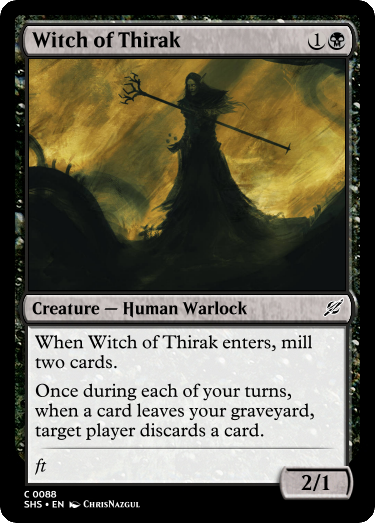 Witch of Thirak 1
Creature — Human Warlock
When Witch of Thirak enters, mill
two cards.
Once during each of your turns,
when a card leaves your graveyard,
target player discards a card.
ft
2/1
C 0088
SHS • EN ChrisNazgul